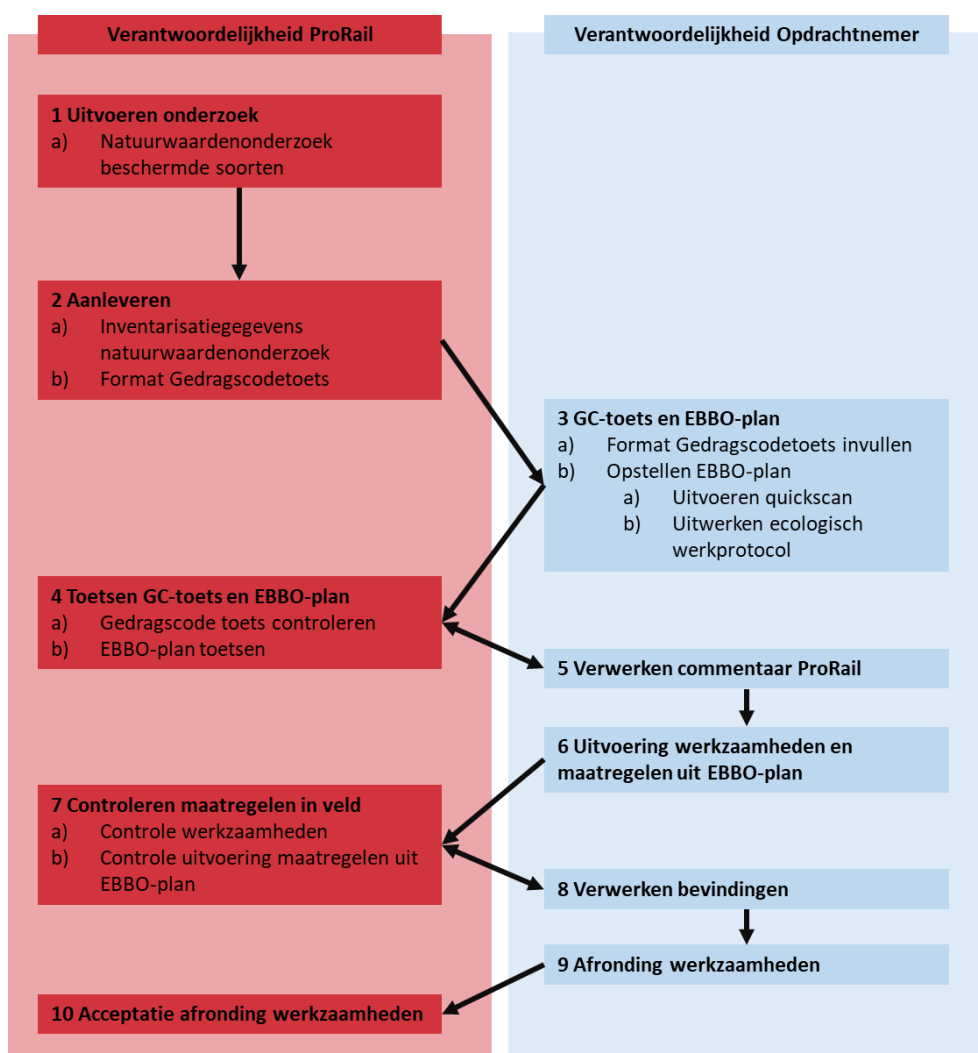 Verantwoordelijkheid ProRail
Verantwoordelijkheid Opdrachtnemer
1 Uitvoeren onderzoek
a) Natuurwaardenonderzoek
beschermde soorten
2 Aanleveren
a) Inventarisatiegegevens
natuurwaardenonderzoek
b) Format Gedragscodetoets
3 GC-toets en EBBO-plan
a) Format Gedragscodetoets invullen
b) Opstellen EBBO-plan
a) Uitvoeren quickscan
b) Uitwerken ecologisch
werkprotocol
4 Toetsen GC-toets en EBBO-plan
a) Gedragscode toets controleren
b) EBBO-plan toetsen
5 Verwerken commentaar ProRail
6 Uitvoering werkzaamheden en
maatregelen uit EBBO-plan
7 Controleren maatregelen in veld
a) Controle werkzaamheden
b) Controle uitvoering maatregelen uit
EBBO-plan
8 Verwerken bevindingen
9 Afronding werkzaamheden
10 Acceptatie afronding werkzaamheden